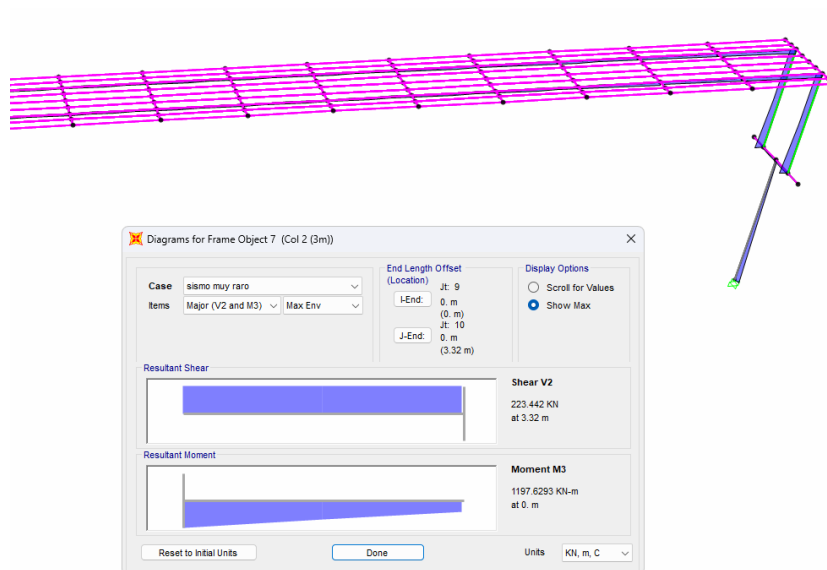 Diagrams for Frame Object 7 (Col 2 (3m))
Case sismo muy raro
Items Major (V2 and M3) Max Env
End Length Offset
(Location)
I-End:
Jt: 9
0. m
(0. m)
J-End:
Jt: 10
0. m
(3.32 m)
Display Options
Scroll for Values
Show Max
Resultant Shear
Shear V2
223.442 KN
at 3.32 m
Resultant Moment
Moment M3
1197.6293 KN-m
at 0. m
Reset to Initial Units
Done
Units KN, m, C